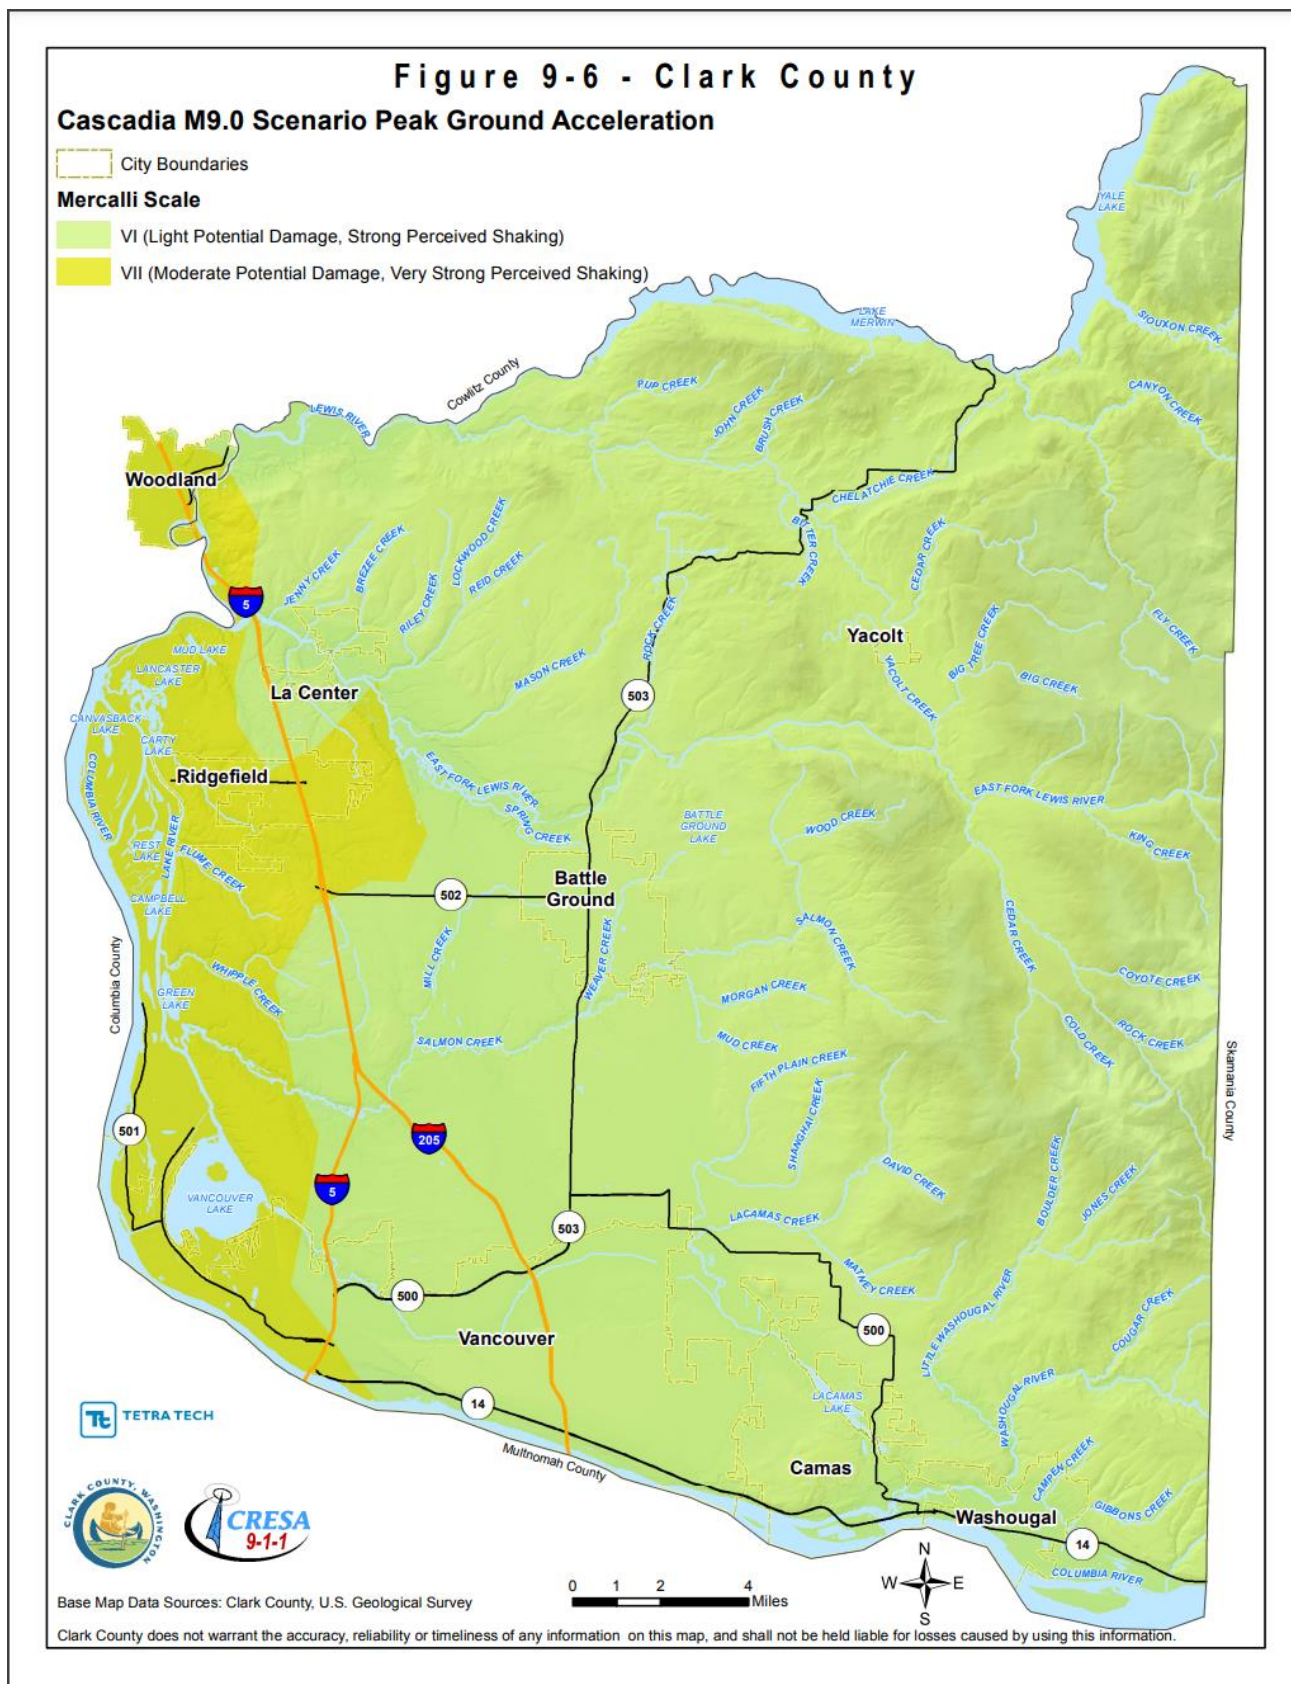 Figure 9-6 - Clark County
Cascadia M9.0 Scenario Peak Ground Acceleration
City Boundaries
Mercalli Scale
VI (Light Potential Damage, Strong Perceived Shaking)
VII (Moderate Potential Damage, Very Strong Perceived Shaking)
YALE
LAKE
SIOUXON CREEK
LAKE
MERWIN
Cowlitz County
PUP CREEK
JOHN CREEK
BRUSH CREEK
CANYON CREEK
LEWIS RIVER
Woodland
CHELATCHIE CREEK
LOCKWOOD CREEK
BREZEE CREEK
JENNY CREEK
REID CREEK
RILEY CREEK
BITTER CREEK
CEDAR CREEK
5
ROCK CREEK
Yacolt
BIG TREE CREEK
FLY CREEK
MUD LAKE
LANCASTER
LAKE
MASON CREEK
La Center
503
YACOLT CREEK
BIG CREEK
CANVASBACK
LAKE
CARTY
LAKE
COLUMBIA RIVER
Ridgefield
EAST FORK LEWIS RIVER
SPRING CREEK
BATTLE
GROUND
LAKE
WOOD CREEK
EAST FORK LEWIS RIVER
KING CREEK
REST
LAKE
LAKE RIVER
FLUME CREEK
CAMPBELL
LAKE
502
Battle
Ground
SALMON CREEK
CEDAR CREEK
Columbia County
WHIPPLE CREEK
GREEN
LAKE
MILL CREEK
WEAVER CREEK
MORGAN CREEK
COYOTE CREEK
SALMON CREEK
MUD CREEK
COLD CREEK
ROCK CREEK
FIFTH PLAIN CREEK
SHANGHAI CREEK
Skamania County
501
205
5
VANCOUVER
LAKE
DAVID CREEK
BOULDER CREEK
JONES CREEK
LACAMAS CREEK
503
MATNEY CREEK
500
500
LITTLE WASHOUGAL RIVER
COUGAR CREEK
Vancouver
14
LACAMAS
LAKE
WASHOUGAL RIVER
Multnomah County
Camas
CAMPEN CREEK
GIBBONS CREEK
Washougal
14
COLUMBIA RIVER
Tt TETRA TECH
CLARK COUNTY, WASHINGTON
CRESA
9-1-1
N
W E
S
0 1 2 4
Miles
Base Map Data Sources: Clark County, U.S. Geological Survey
Clark County does not warrant the accuracy, reliability or timeliness of any information on this map, and shall not be held liable for losses caused by using this information.